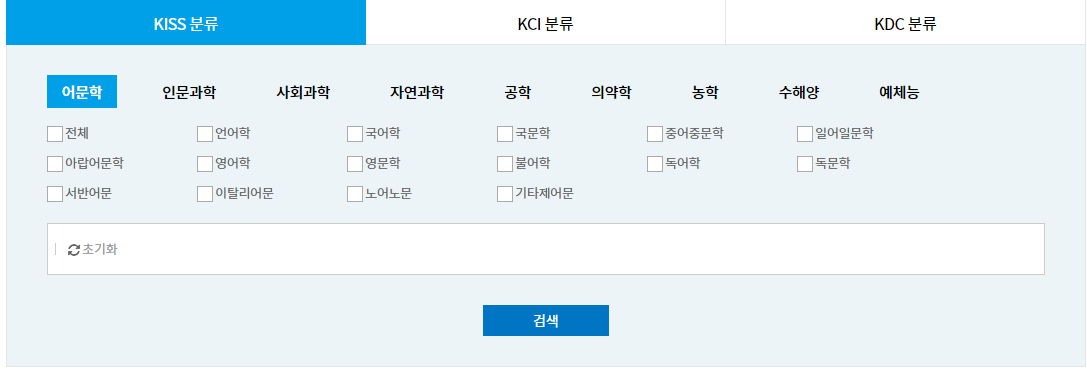 KISS 분류 KCI 분류 KDC 분류
어문학 인문과학 사회과학 자연과학 공학 의약학 농학 수해양 예체능
전체 언어학 국어학 국문학 중어중문학 일어일문학
아랍어문학 영어학 영문학 불어학 독어학 독문학
서반어문 이탈리어문 노어노문 기타제어문
초기화
검색